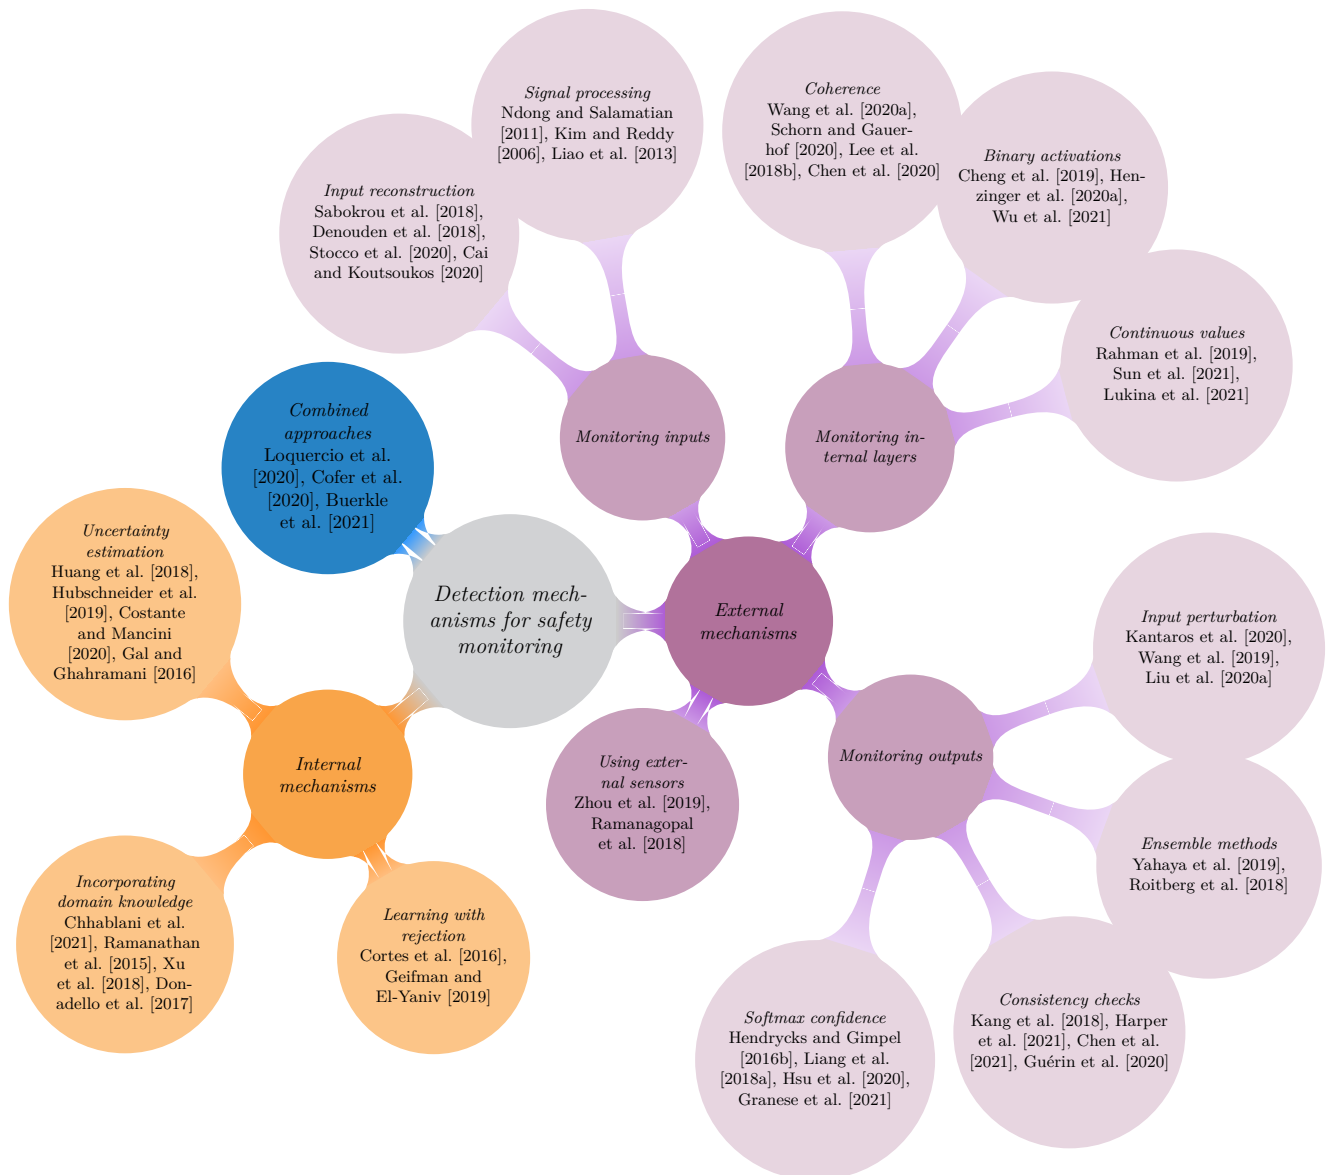 Signal processing
Ndong and Salamatian
[2011], Kim and Reddy
[2006], Liao et al. [2013]
Coherence
Wang et al. [2020a],
Schorn and Gauer-
hof [2020], Lee et al.
[2018b], Chen et al. [2020]
Binary activations
Cheng et al. [2019], Hen-
zinger et al. [2020a],
Wu et al. [2021]
Input reconstruction
Sabokrou et al. [2018],
Denouden et al. [2018],
Stocco et al. [2020], Cai
and Koutsoukos [2020]
Continuous values
Rahman et al. [2019],
Sun et al. [2021],
Lukina et al. [2021]
Combined
approaches
Loquercio et al.
[2020], Cofer et al.
[2020], Buerkle
et al. [2021]
Monitoring inputs
Monitoring in-
ternal layers
Uncertainty
estimation
Huang et al. [2018],
Hubschneider et al.
[2019], Costante
and Mancini
[2020], Gal and
Ghahramani [2016]
Detection mech-
anisms for safety
monitoring
External
mechanisms
Input perturbation
Kantaros et al. [2020],
Wang et al. [2019],
Liu et al. [2020a]
Internal
mechanisms
Using exter-
nal sensors
Zhou et al. [2019],
Ramanagopal
et al. [2018]
Monitoring outputs
Ensemble methods
Yahaya et al. [2019],
Roitberg et al. [2018]
Incorporating
domain knowledge
Chhablani et al.
[2021], Ramanathan
et al. [2015], Xu
et al. [2018], Don-
adello et al. [2017]
Learning with
rejection
Cortes et al. [2016],
Geifman and
El-Yaniv [2019]
Softmax confidence
Hendrycks and Gimpel
[2016b], Liang et al.
[2018a], Hsu et al. [2020],
Granese et al. [2021]
Consistency checks
Kang et al. [2018], Harper
et al. [2021], Chen et al.
[2021], Guérin et al. [2020]